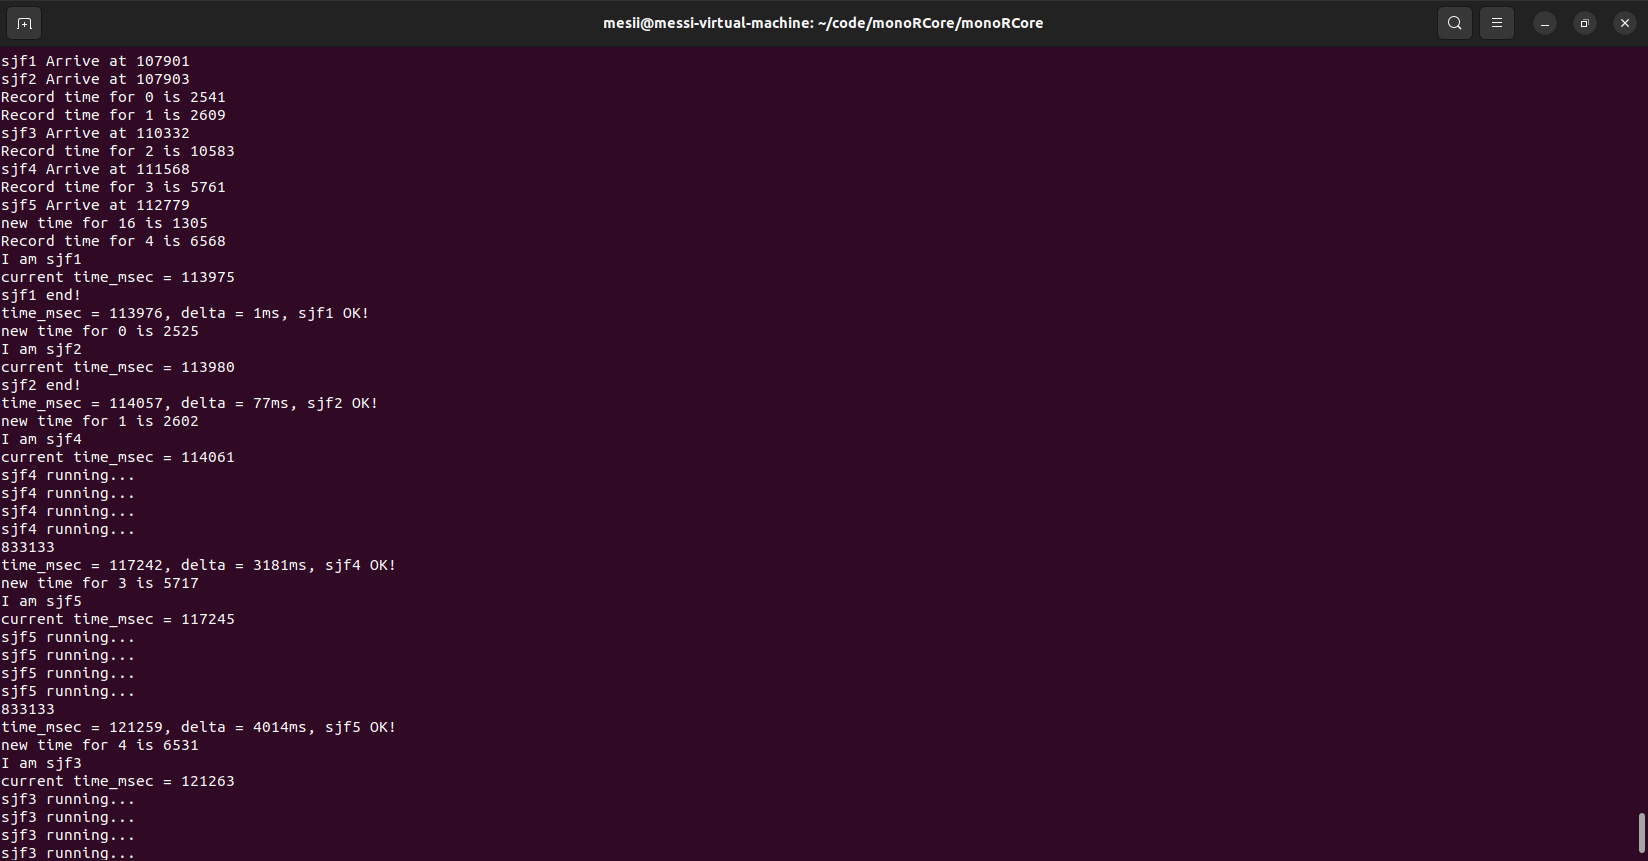 mesii@messi-virtual-machine: ~/code/monoRCore/monoRCore
sjf1 Arrive at 107901
sjf2 Arrive at 107903
Record time for 0 is 2541
Record time for 1 is 2609
sjf3 Arrive at 110332
Record time for 2 is 10583
sjf4 Arrive at 111568
Record time for 3 is 5761
sjf5 Arrive at 112779
new time for 16 is 1305
Record time for 4 is 6568
I am sjf1
current time_msec = 113975
sjf1 end!
time_msec = 113976, delta = 1ms, sjf1 OK!
new time for 0 is 2525
I am sjf2
current time_msec = 113980
sjf2 end!
time_msec = 114057, delta = 77ms, sjf2 OK!
new time for 1 is 2602
I am sjf4
current time_msec = 114061
sjf4 running...
sjf4 running...
sjf4 running...
sjf4 running...
833133
time_msec = 117242, delta = 3181ms, sjf4 OK!
new time for 3 is 5717
I am sjf5
current time_msec = 117245
sjf5 running...
sjf5 running...
sjf5 running...
sjf5 running...
833133
time_msec = 121259, delta = 4014ms, sjf5 OK!
new time for 4 is 6531
I am sjf3
current time_msec = 121263
sjf3 running...
sjf3 running...
sjf3 running...
sjf3 running...